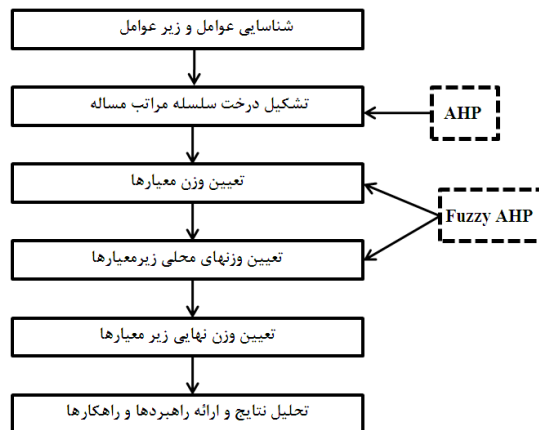 شناسایی عوامل و زیر عوامل
تشکیل درخت سلسله مراتب مساله
AHP
تعیین وزن معیارها
Fuzzy AHP
تعیین وزنهای محلی زیرمعیارها
تعیین وزن نهایی زیر معیارها
تحلیل نتایج و ارائه راهبردها و راهکارها